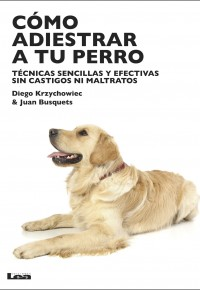 CÓMO
ADIESTRAR
A TU PERRO
TÉCNICAS SENCILLAS Y EFECTIVAS
SIN CASTIGOS NI MALTRATOS
Diego Krzychowiec
& Juan Busquets
Lea